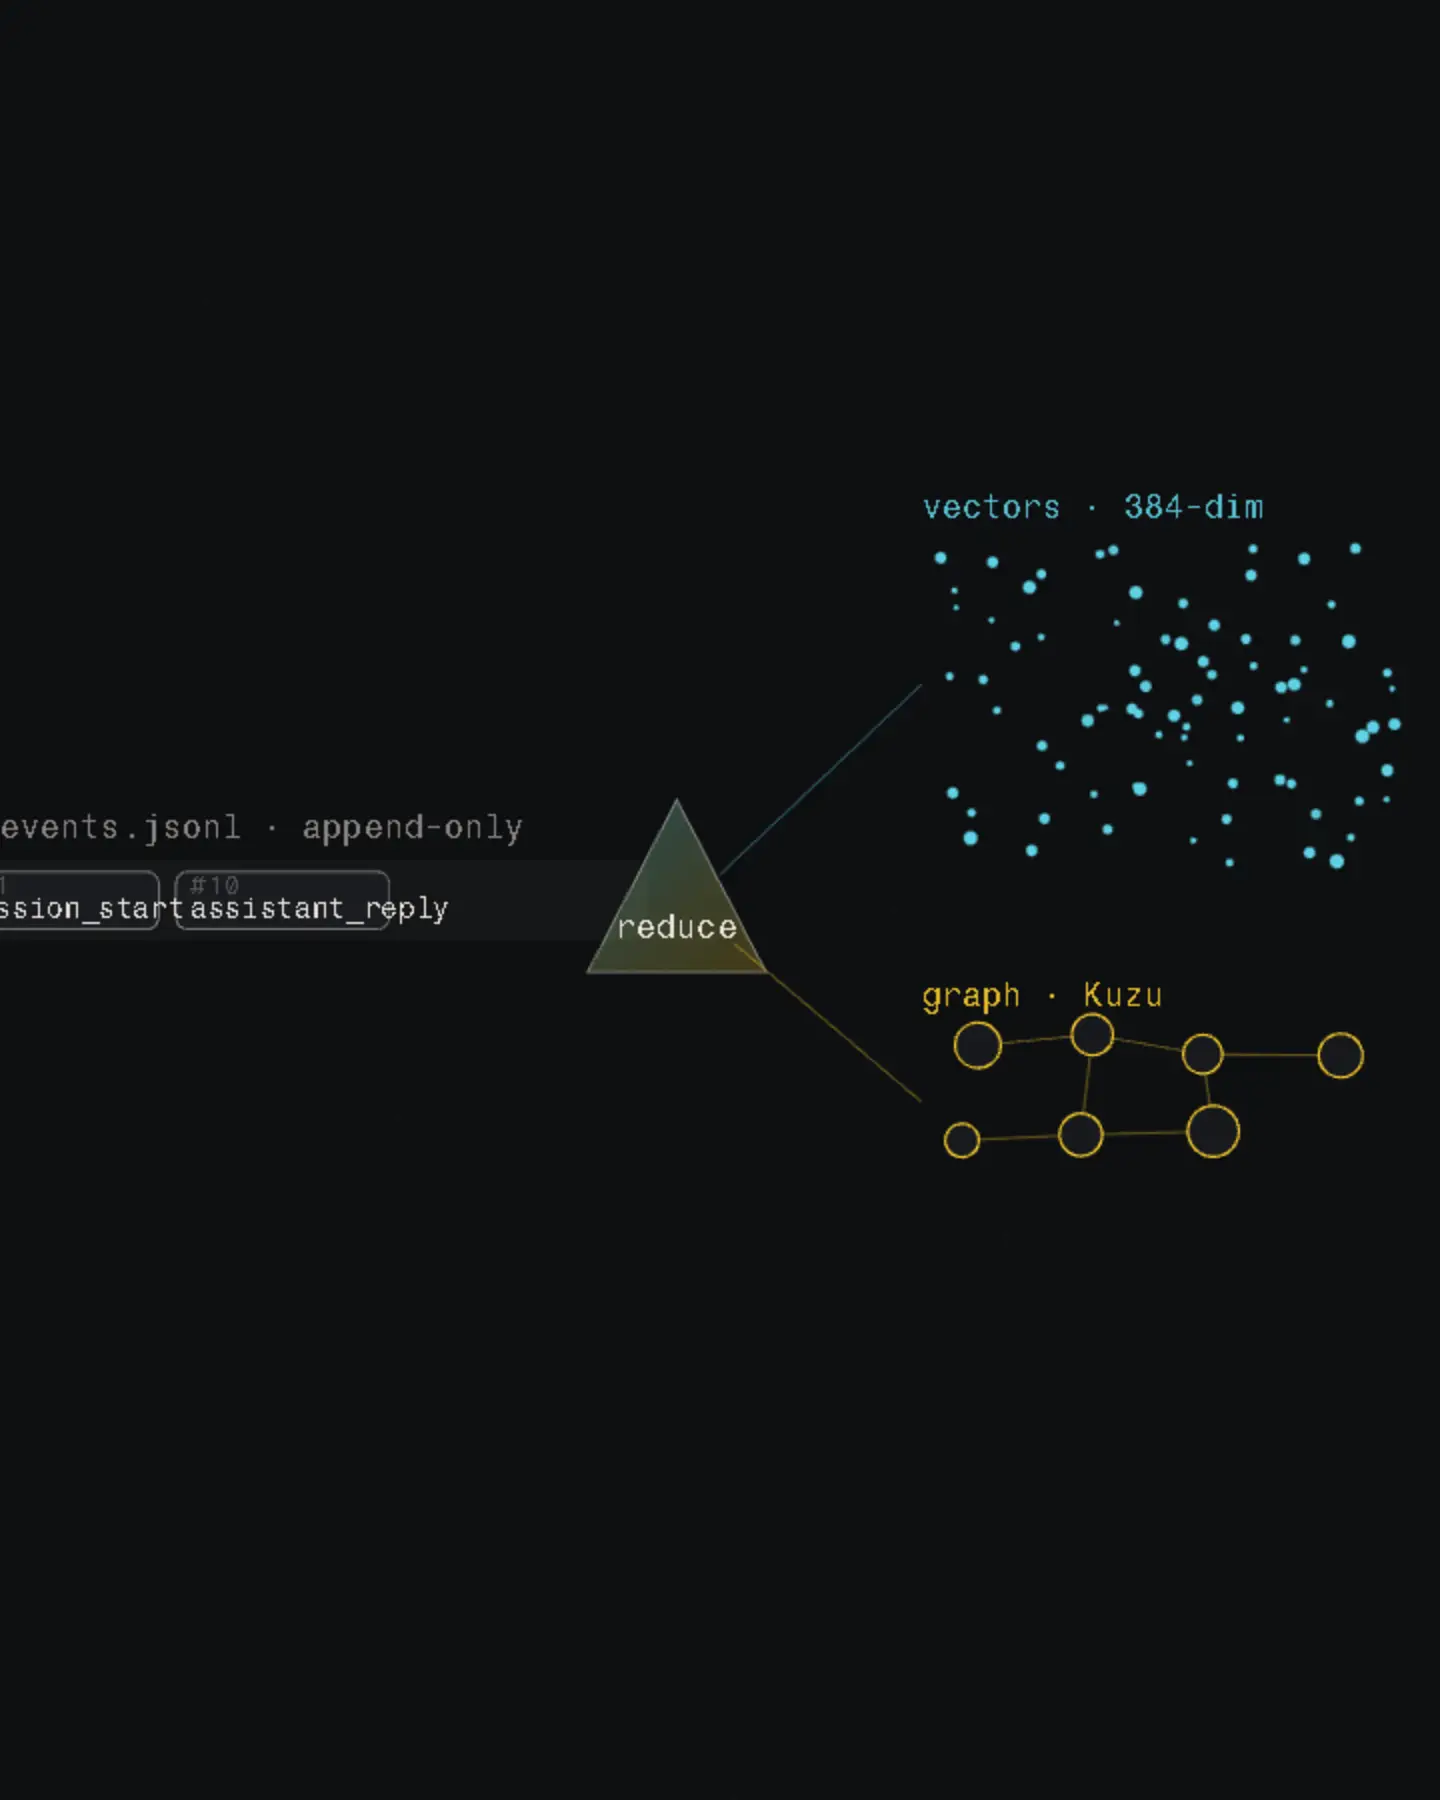 vectors · 384-dim
events.jsonl · append-only
#10
ssion_start
assistant_reply
reduce
graph · Kuzu